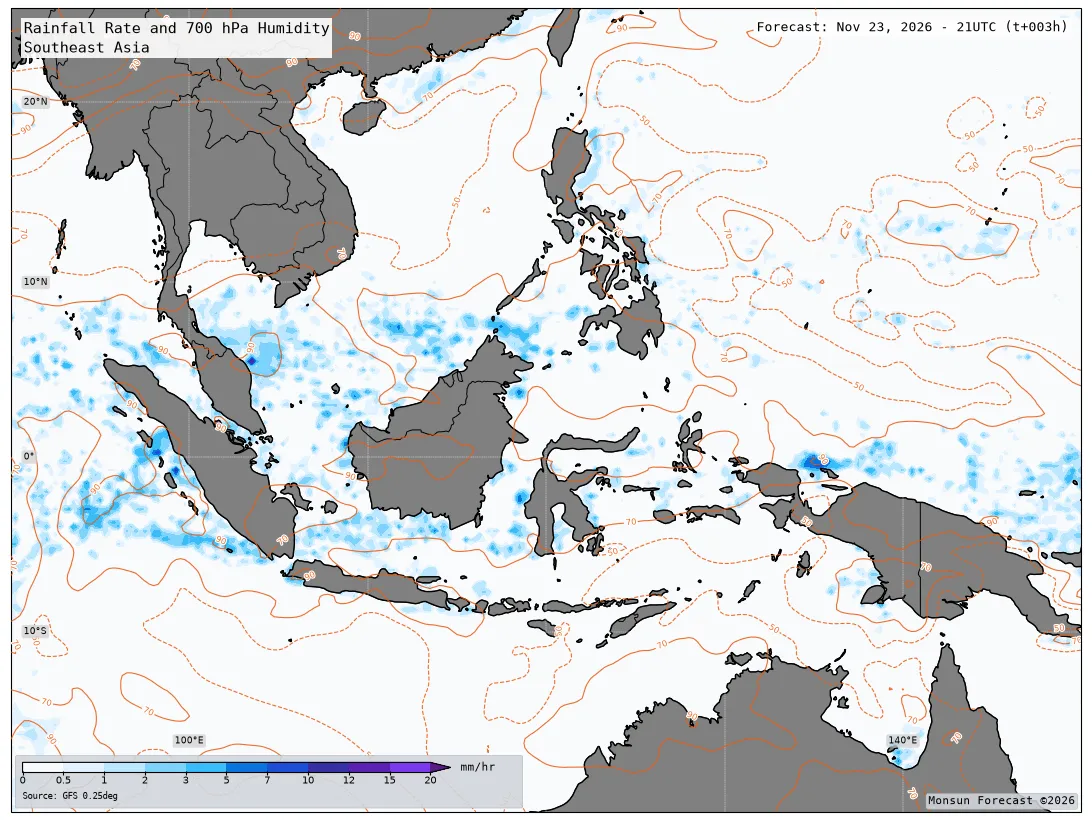 Rainfall Rate and 700 hPa Humidity
Southeast Asia
Forecast: Nov 23, 2026 - 21UTC (t+003h)
20°N
10°N
0°
10°S
100°E
140°E
0 0.5 1 2 3 5 7 10 12 15 20 mm/hr
Source: GFS 0.25deg
Monsun Forecast ©2026